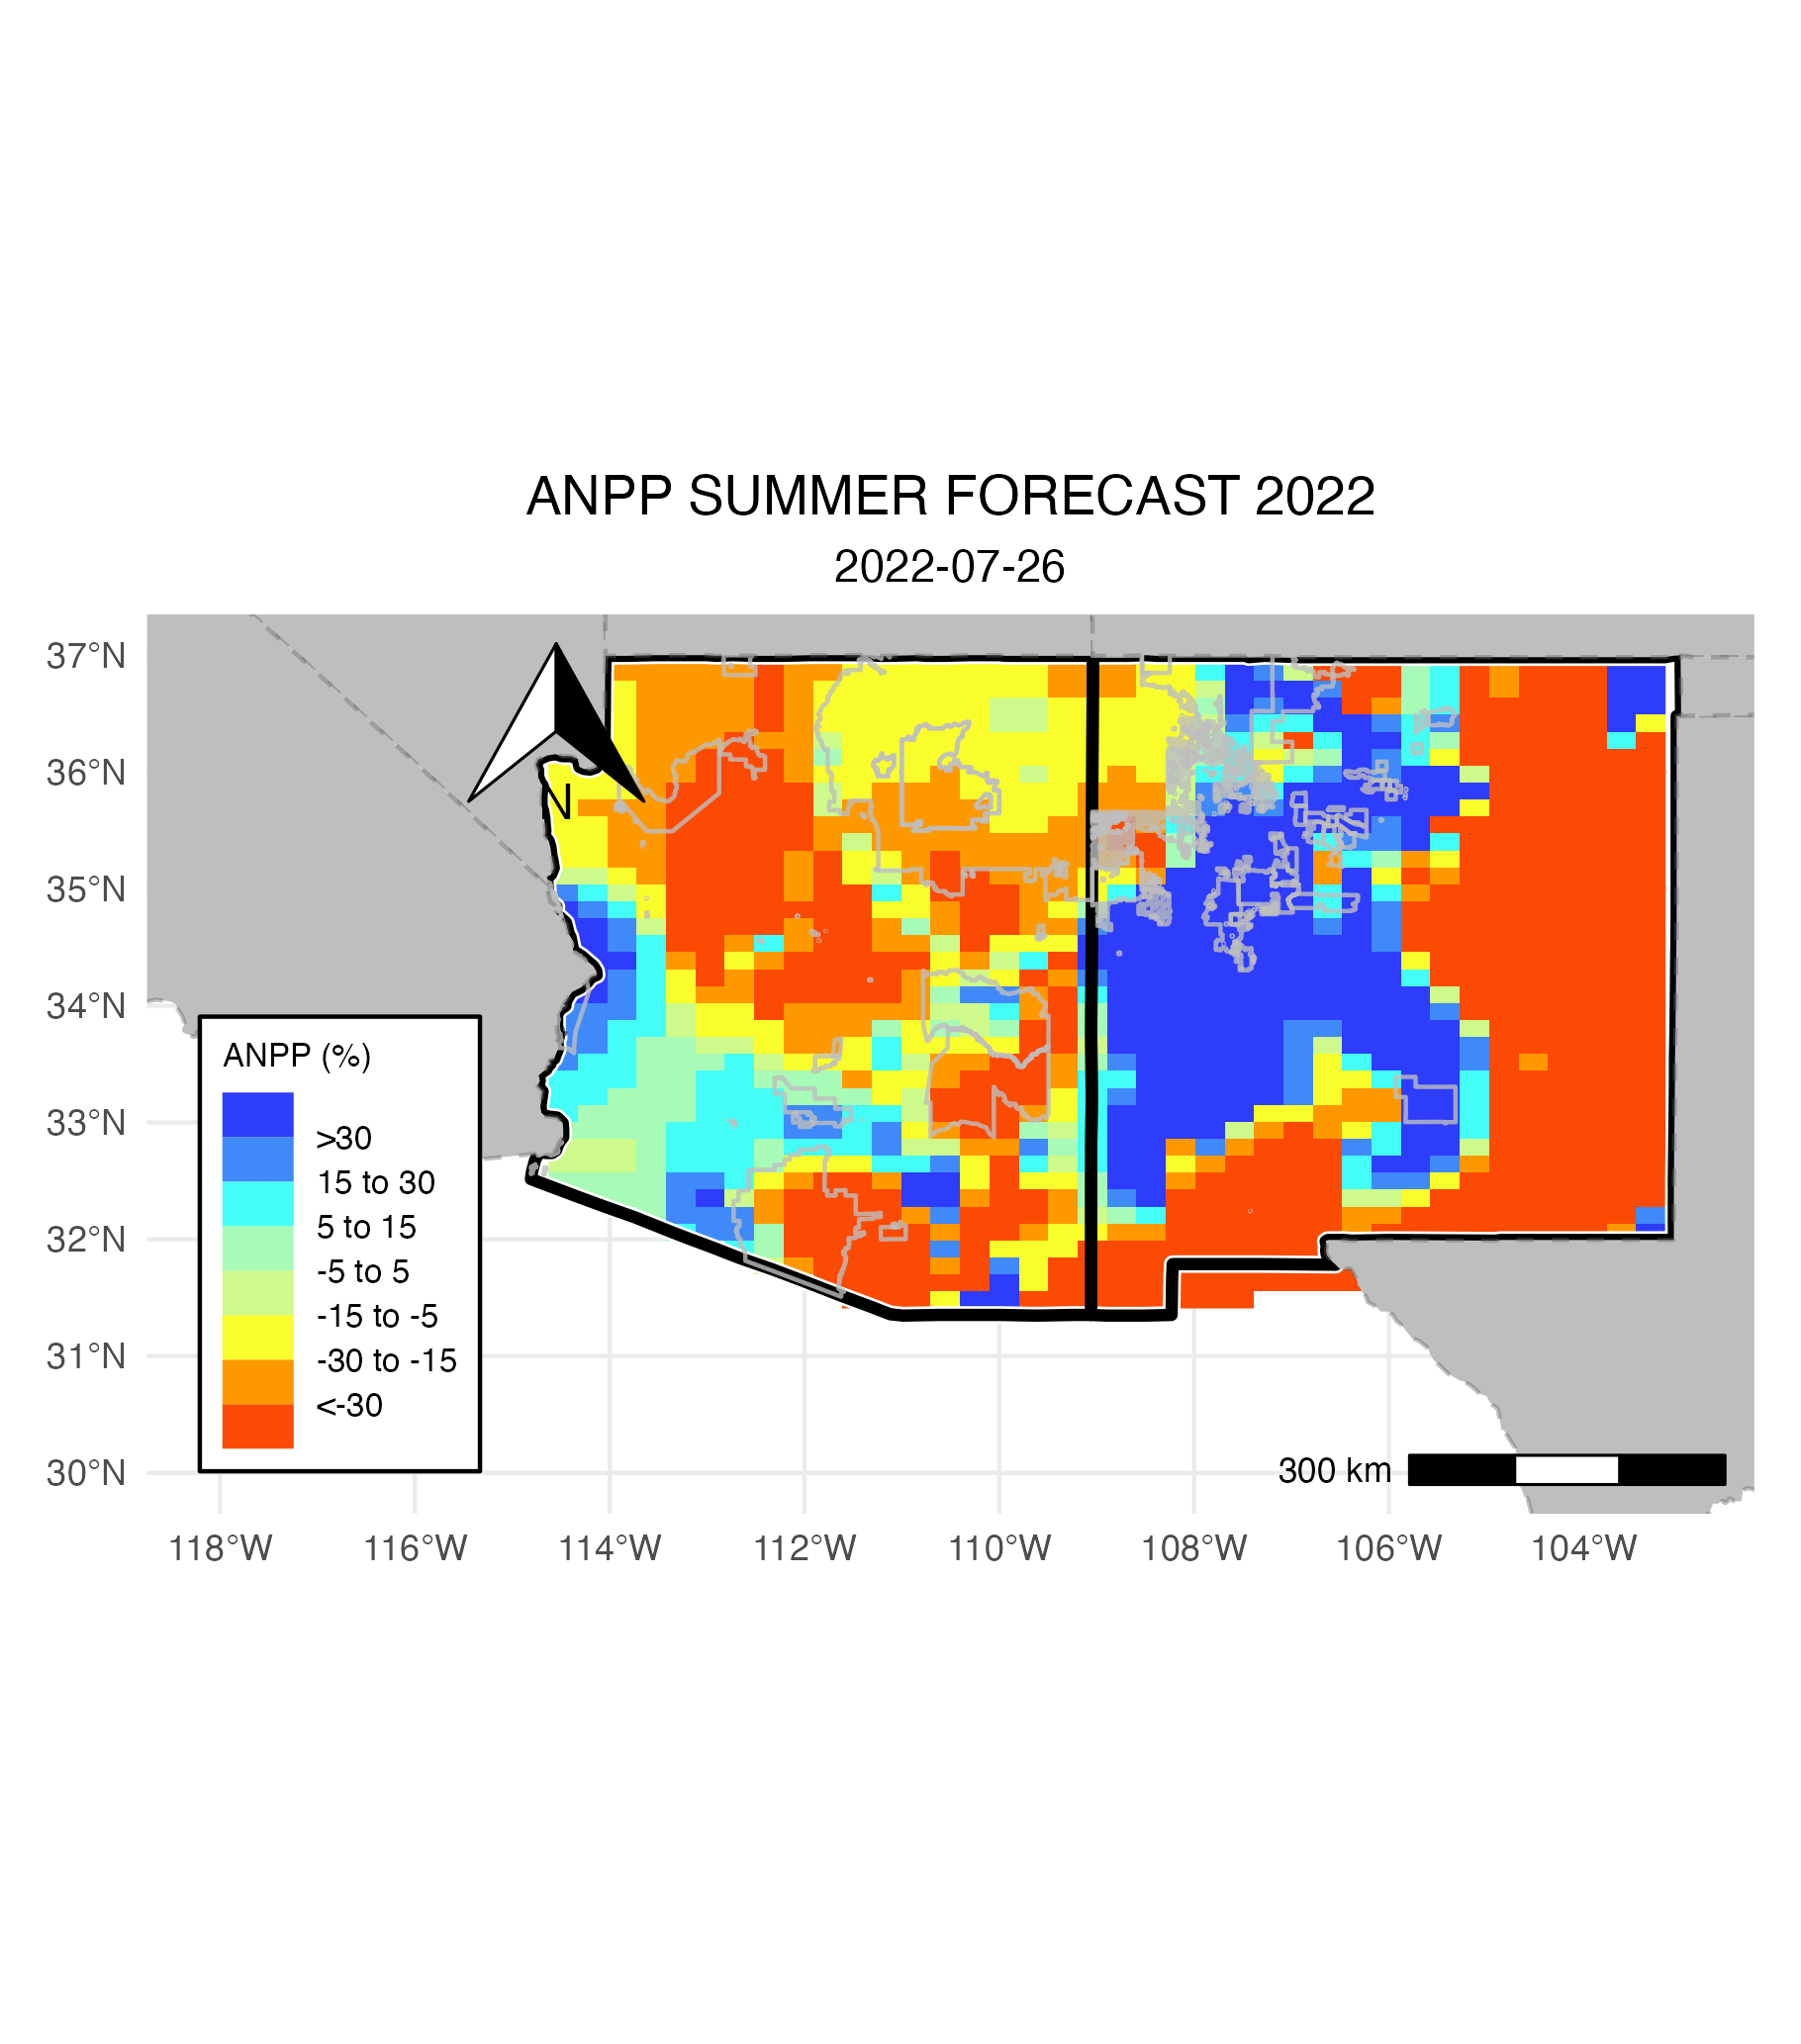 ANPP SUMMER FORECAST 2022
2022-07-26
37°N
36°N
35°N
34°N
33°N
32°N
31°N
30°N
N
ANPP (%)
>30
15 to 30
5 to 15
-5 to 5
-15 to -5
-30 to -15
<-30
300 km
118°W 116°W 114°W 112°W 110°W 108°W 106°W 104°W